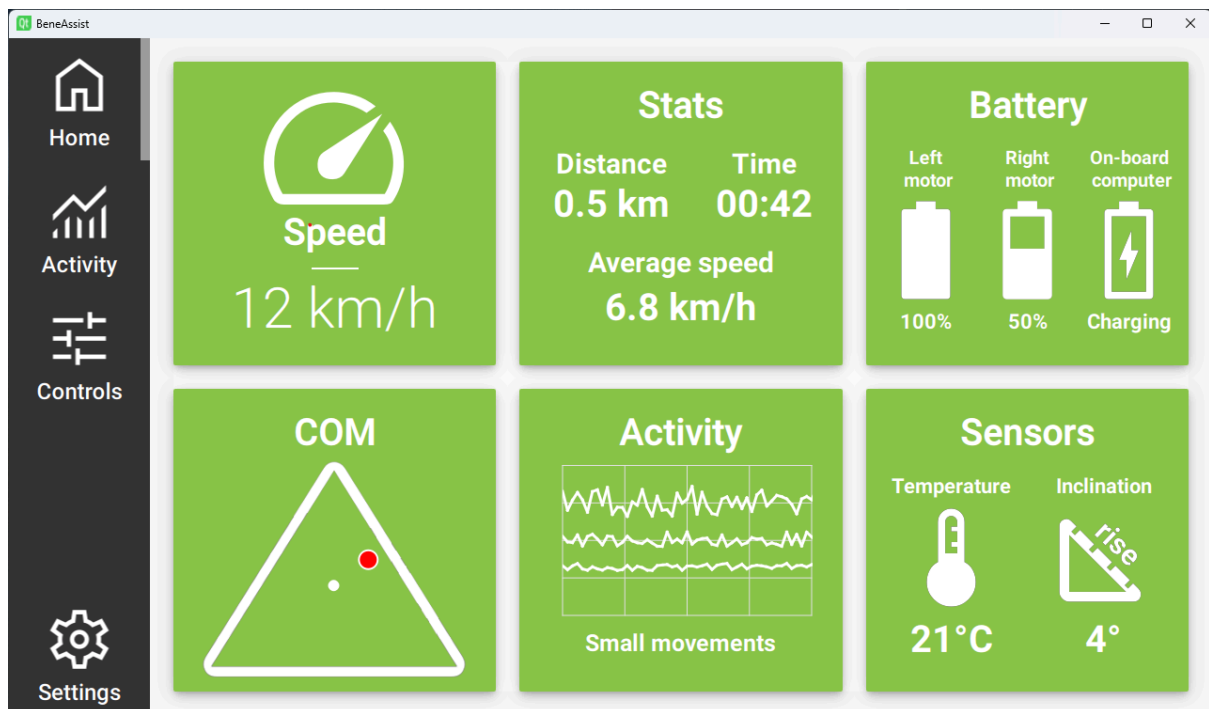 BeneAssist
Home
Activity
Controls
Settings
Speed
12 km/h
Stats
Distance
0.5 km
Time
00:42
Average speed
6.8 km/h
Battery
Left
motor
100%
Right
motor
50%
On-board
computer
Charging
COM
Activity
Small movements
Sensors
Temperature
21°C
Inclination
rise
4°